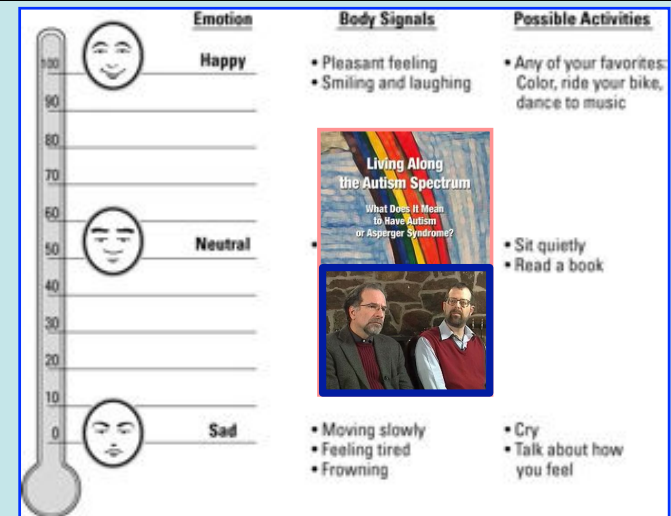 Emotion Body Signals Possible Activities
100
Happy
• Pleasant feeling
• Smiling and laughing
• Any of your favorites:
Color, ride your bike,
dance to music
90
80
70
60
Living Along
the Autism Spectrum
What Does It Mean
to Have Autism
or Asperger Syndrome?
50
Neutral
•
• Sit quietly
• Read a book
40
30
20
10
0
Sad
• Moving slowly
• Feeling tired
• Frowning
• Cry
• Talk about how
you feel